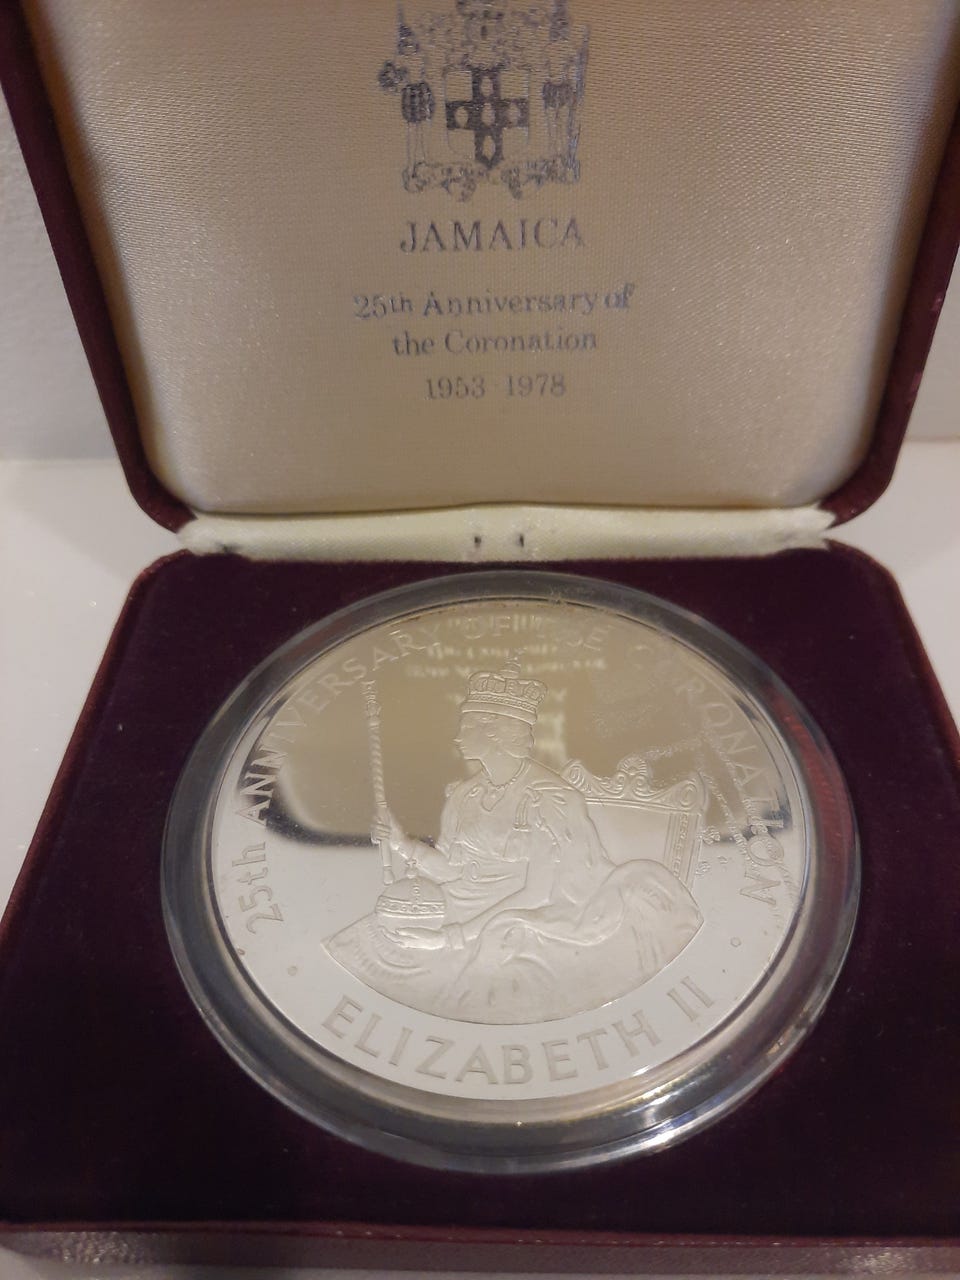 JAMAICA
25th Anniversary of
the Coronation
1953 1978
25th ANNIVERSARY OF THE CORONATION
ELIZABETH II